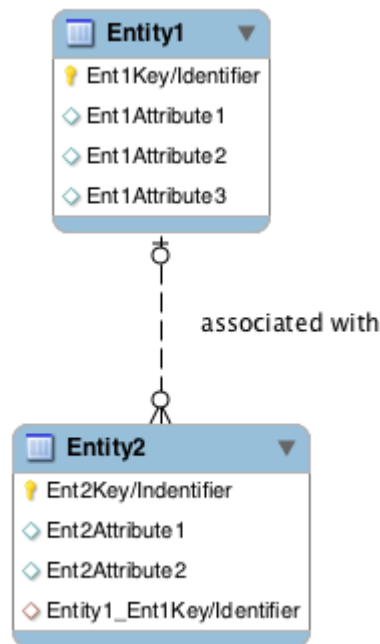 Entity1
Ent1Key/Identifier
Ent1Attribute1
Ent1Attribute2
Ent1Attribute3
associated with
Entity2
Ent2Key/Indentifier
Ent2Attribute1
Ent2Attribute2
Entity1_Ent1Key/Identifier